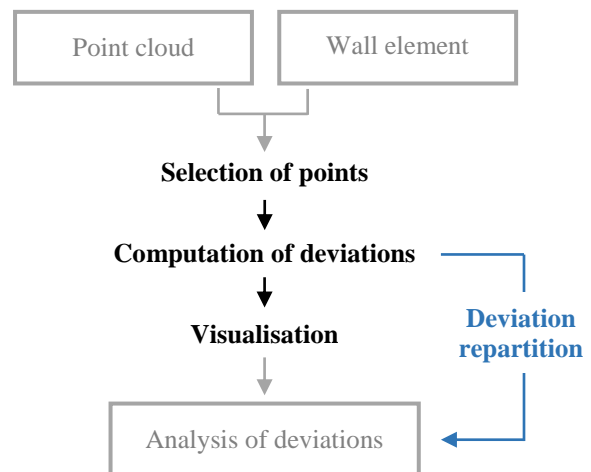 Point cloud
Wall element
Selection of points
Computation of deviations
Visualisation
Deviation
repartition
Analysis of deviations